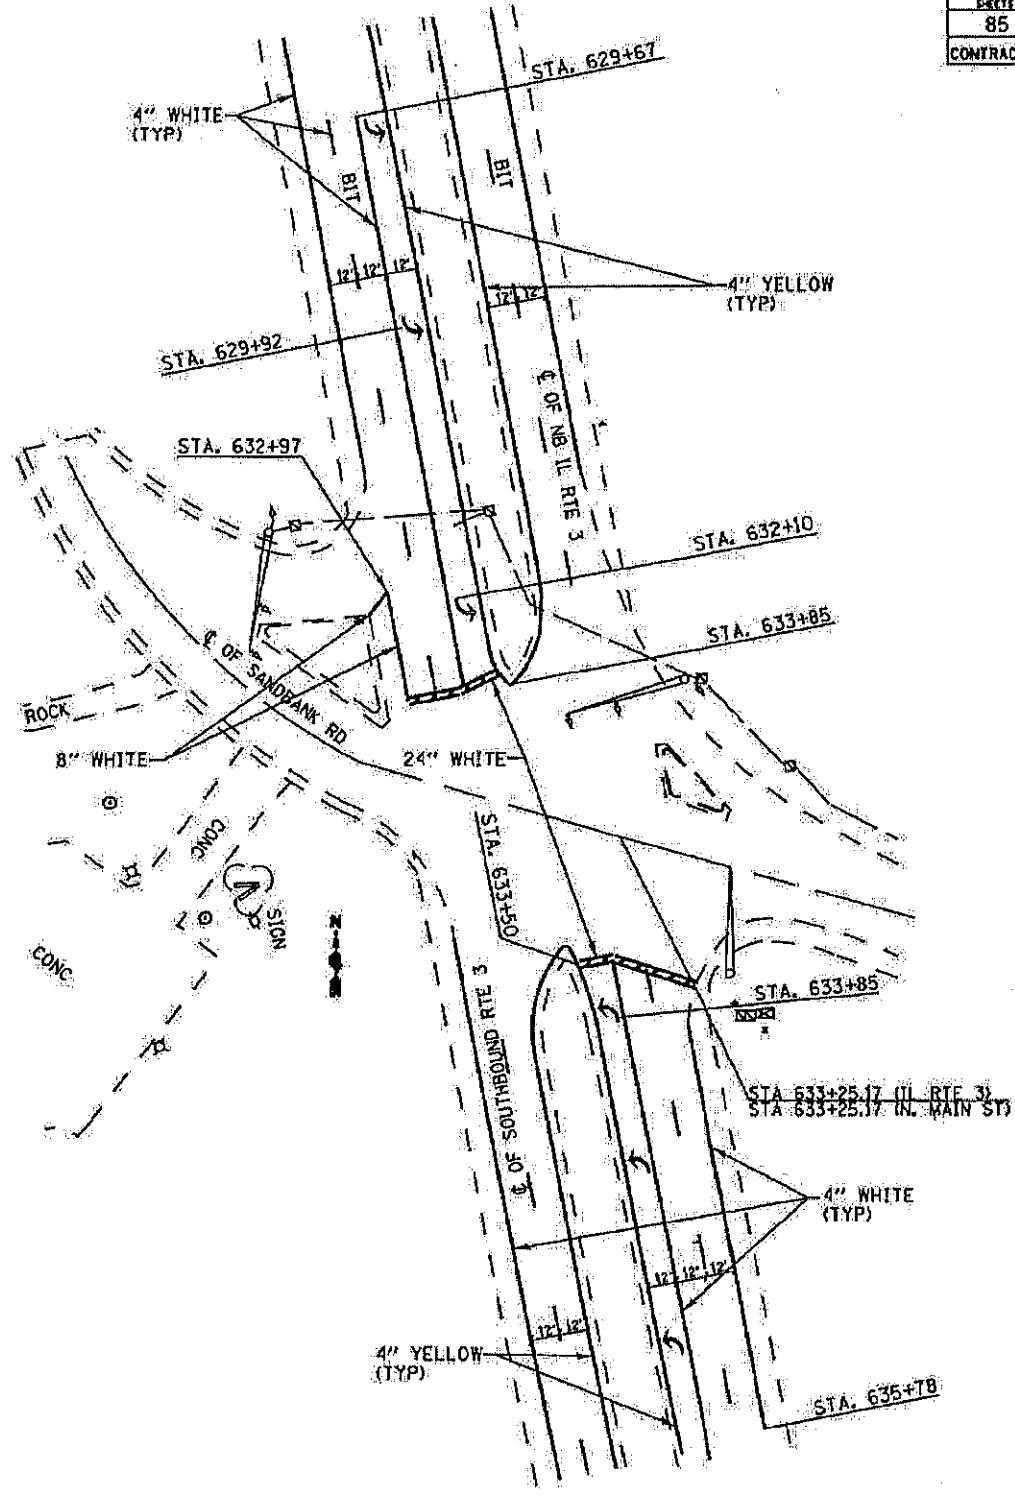 SHEETS
85
CONTRAC
STA. 629+67
4" WHITE
(TYP)
BIT
BIT
12' 12' 12'
4" YELLOW
(TYP)
12' 12'
STA. 629+92
℄ OF NB IL RTE 3
STA. 632+97
STA. 632+10
STA. 633+85
℄ OF SANDBANK RD
ROCK
8" WHITE
24" WHITE
CONC
STA. 633+50
SIGN
N
CONC
℄ OF SOUTHBOUND RTE 3
STA. 633+85
STA 633+25.17 (IL RTE 3)
STA 633+25.17 (N. MAIN ST)
4" WHITE
(TYP)
12' 12' 12'
12' 12'
4" YELLOW
(TYP)
STA. 635+78